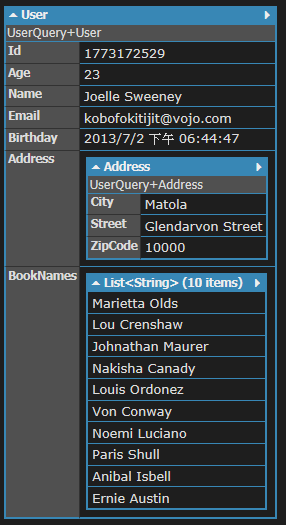 User
UserQuery+User
Id 1773172529
Age 23
Name Joelle Sweeney
Email kobofokitijit@vojo.com
Birthday 2013/7/2 下午 06:44:47
Address
Address
UserQuery+Address
City Matola
Street Glendarvon Street
ZipCode 10000
BookNames
List<String> (10 items)
Marietta Olds
Lou Crenshaw
Johnathan Maurer
Nakisha Canady
Louis Ordonez
Von Conway
Noemi Luciano
Paris Shull
Anibal Isbell
Ernie Austin